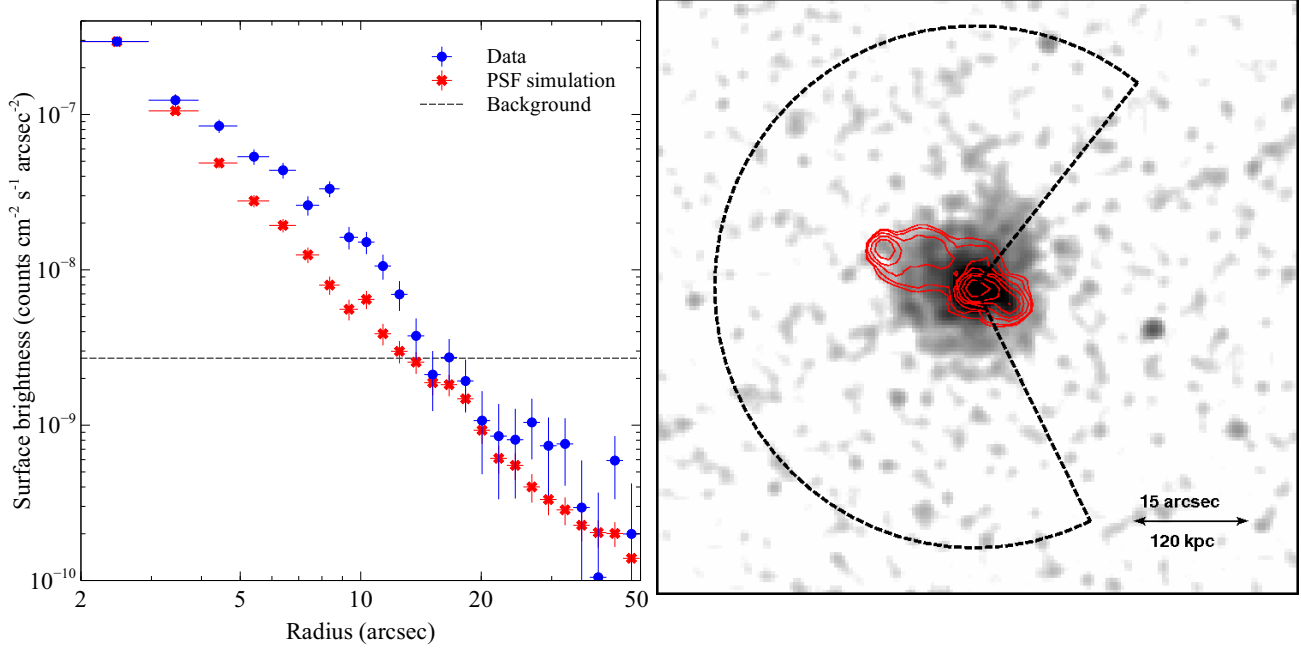 Surface brightness (counts cm⁻² s⁻¹ arcsec⁻²)
10⁻⁷
10⁻⁸
10⁻⁹
10⁻¹⁰
Data
PSF simulation
Background
2 5 10 20 50
Radius (arcsec)
15 arcsec
120 kpc